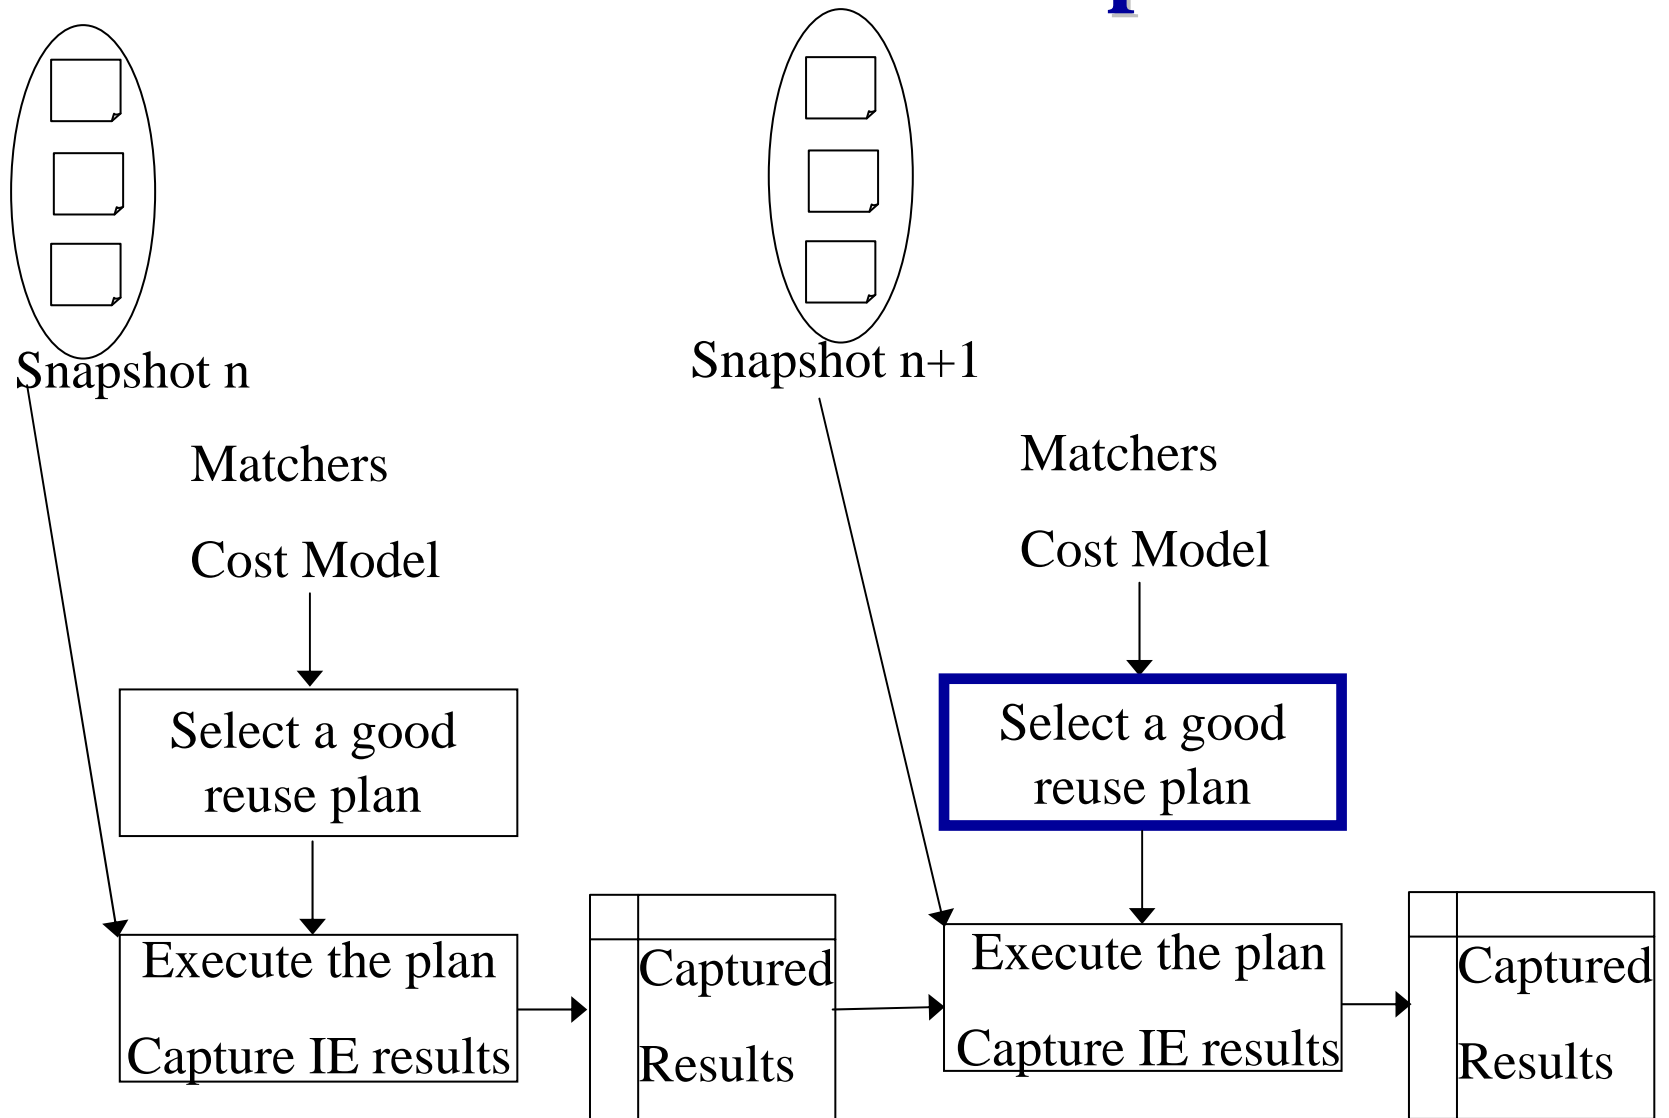 Snapshot n
Matchers
Cost Model
Select a good
reuse plan
Execute the plan
Capture IE results
Captured
Results
Snapshot n+1
Matchers
Cost Model
Select a good
reuse plan
Execute the plan
Capture IE results
Captured
Results